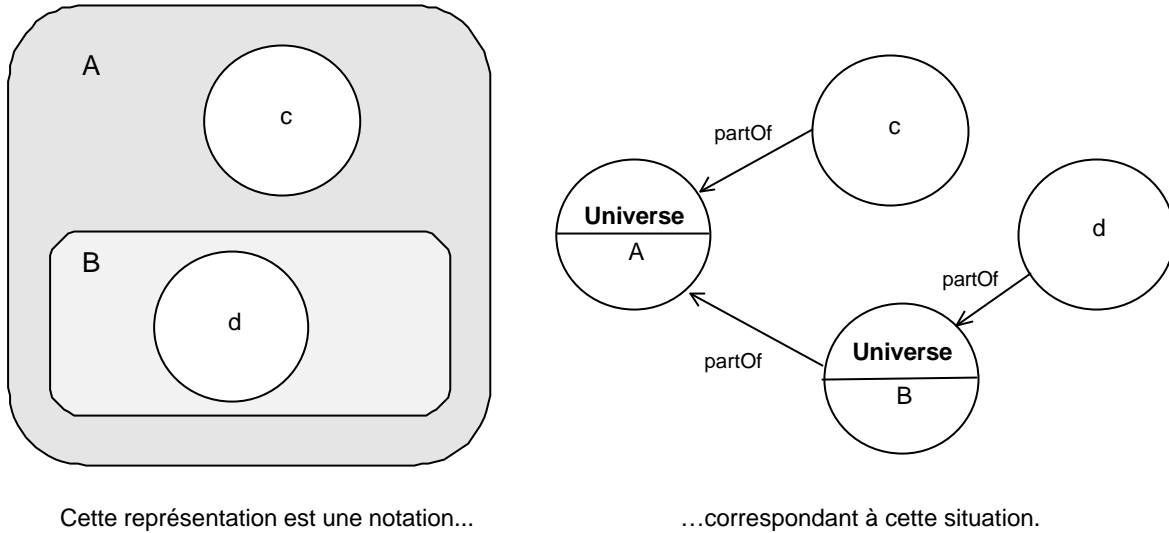 A
c
B
d
c
partOf
Universe
A
d
partOf
Universe
B
partOf
Cette représentation est une notation...
…correspondant à cette situation.